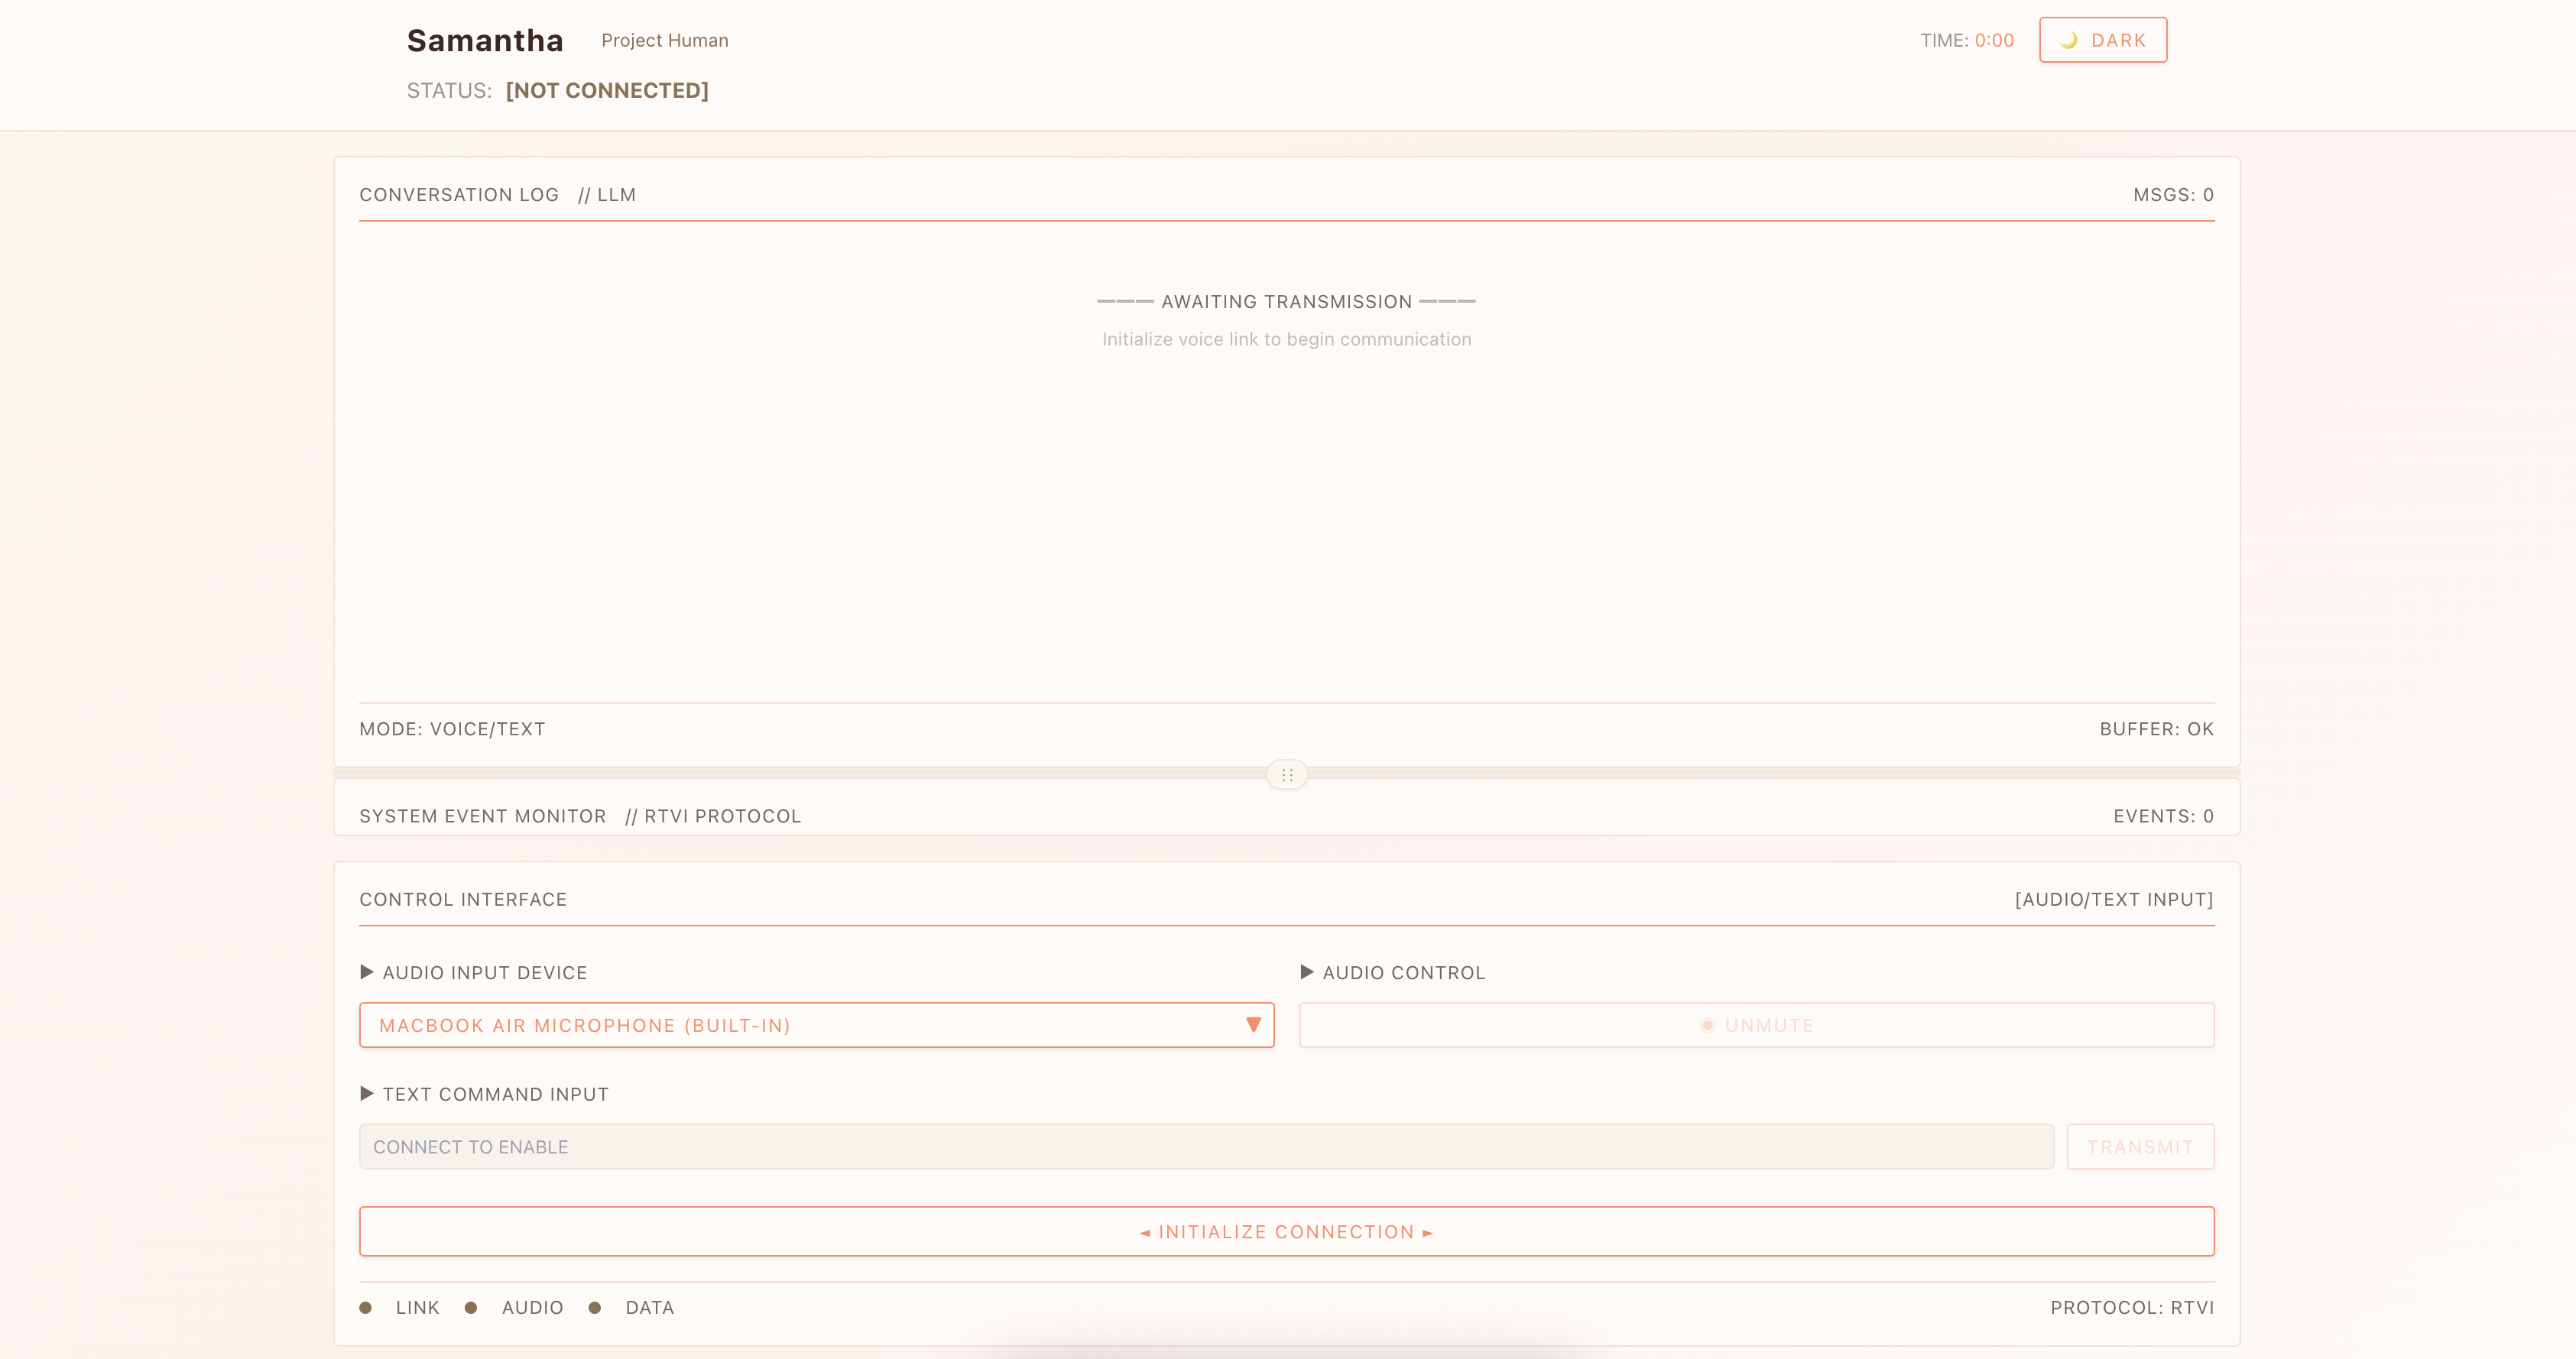 Samantha Project Human TIME: 0:00 🌙 DARK
STATUS: [NOT CONNECTED]
CONVERSATION LOG // LLM MSGS: 0
——— AWAITING TRANSMISSION ———
Initialize voice link to begin communication
MODE: VOICE/TEXT BUFFER: OK
SYSTEM EVENT MONITOR // RTVI PROTOCOL EVENTS: 0
CONTROL INTERFACE [AUDIO/TEXT INPUT]
▶ AUDIO INPUT DEVICE ▶ AUDIO CONTROL
MACBOOK AIR MICROPHONE (BUILT-IN) ▼ ◉ UNMUTE
▶ TEXT COMMAND INPUT
CONNECT TO ENABLE TRANSMIT
◄ INITIALIZE CONNECTION ►
● LINK ● AUDIO ● DATA PROTOCOL: RTVI